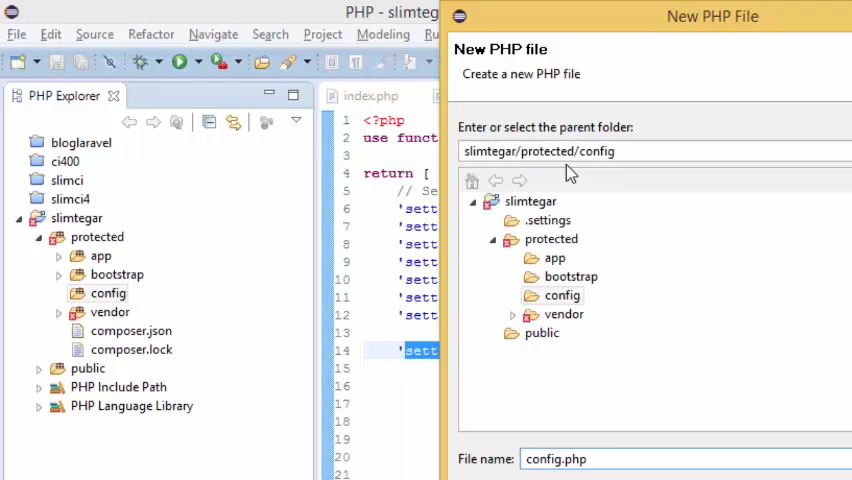 PHP - slimtegar
File Edit Source Refactor Navigate Search Project Modeling Ru
PHP Explorer
bloglaravel
ci400
slimci
slimci4
slimtegar
protected
app
bootstrap
config
vendor
composer.json
composer.lock
public
PHP Include Path
PHP Language Library
index.php
1 <?php
2 use funct
3
4 return [
5 // Se
6 'sett
7 'sett
8 'sett
9 'sett
10 'sett
11 'sett
12 'sett
13
14 'sett
15
16
17
18
19
20
21
New PHP File
New PHP file
Create a new PHP file
Enter or select the parent folder:
slimtegar/protected/config
slimtegar
.settings
protected
app
bootstrap
config
vendor
public
File name: config.php